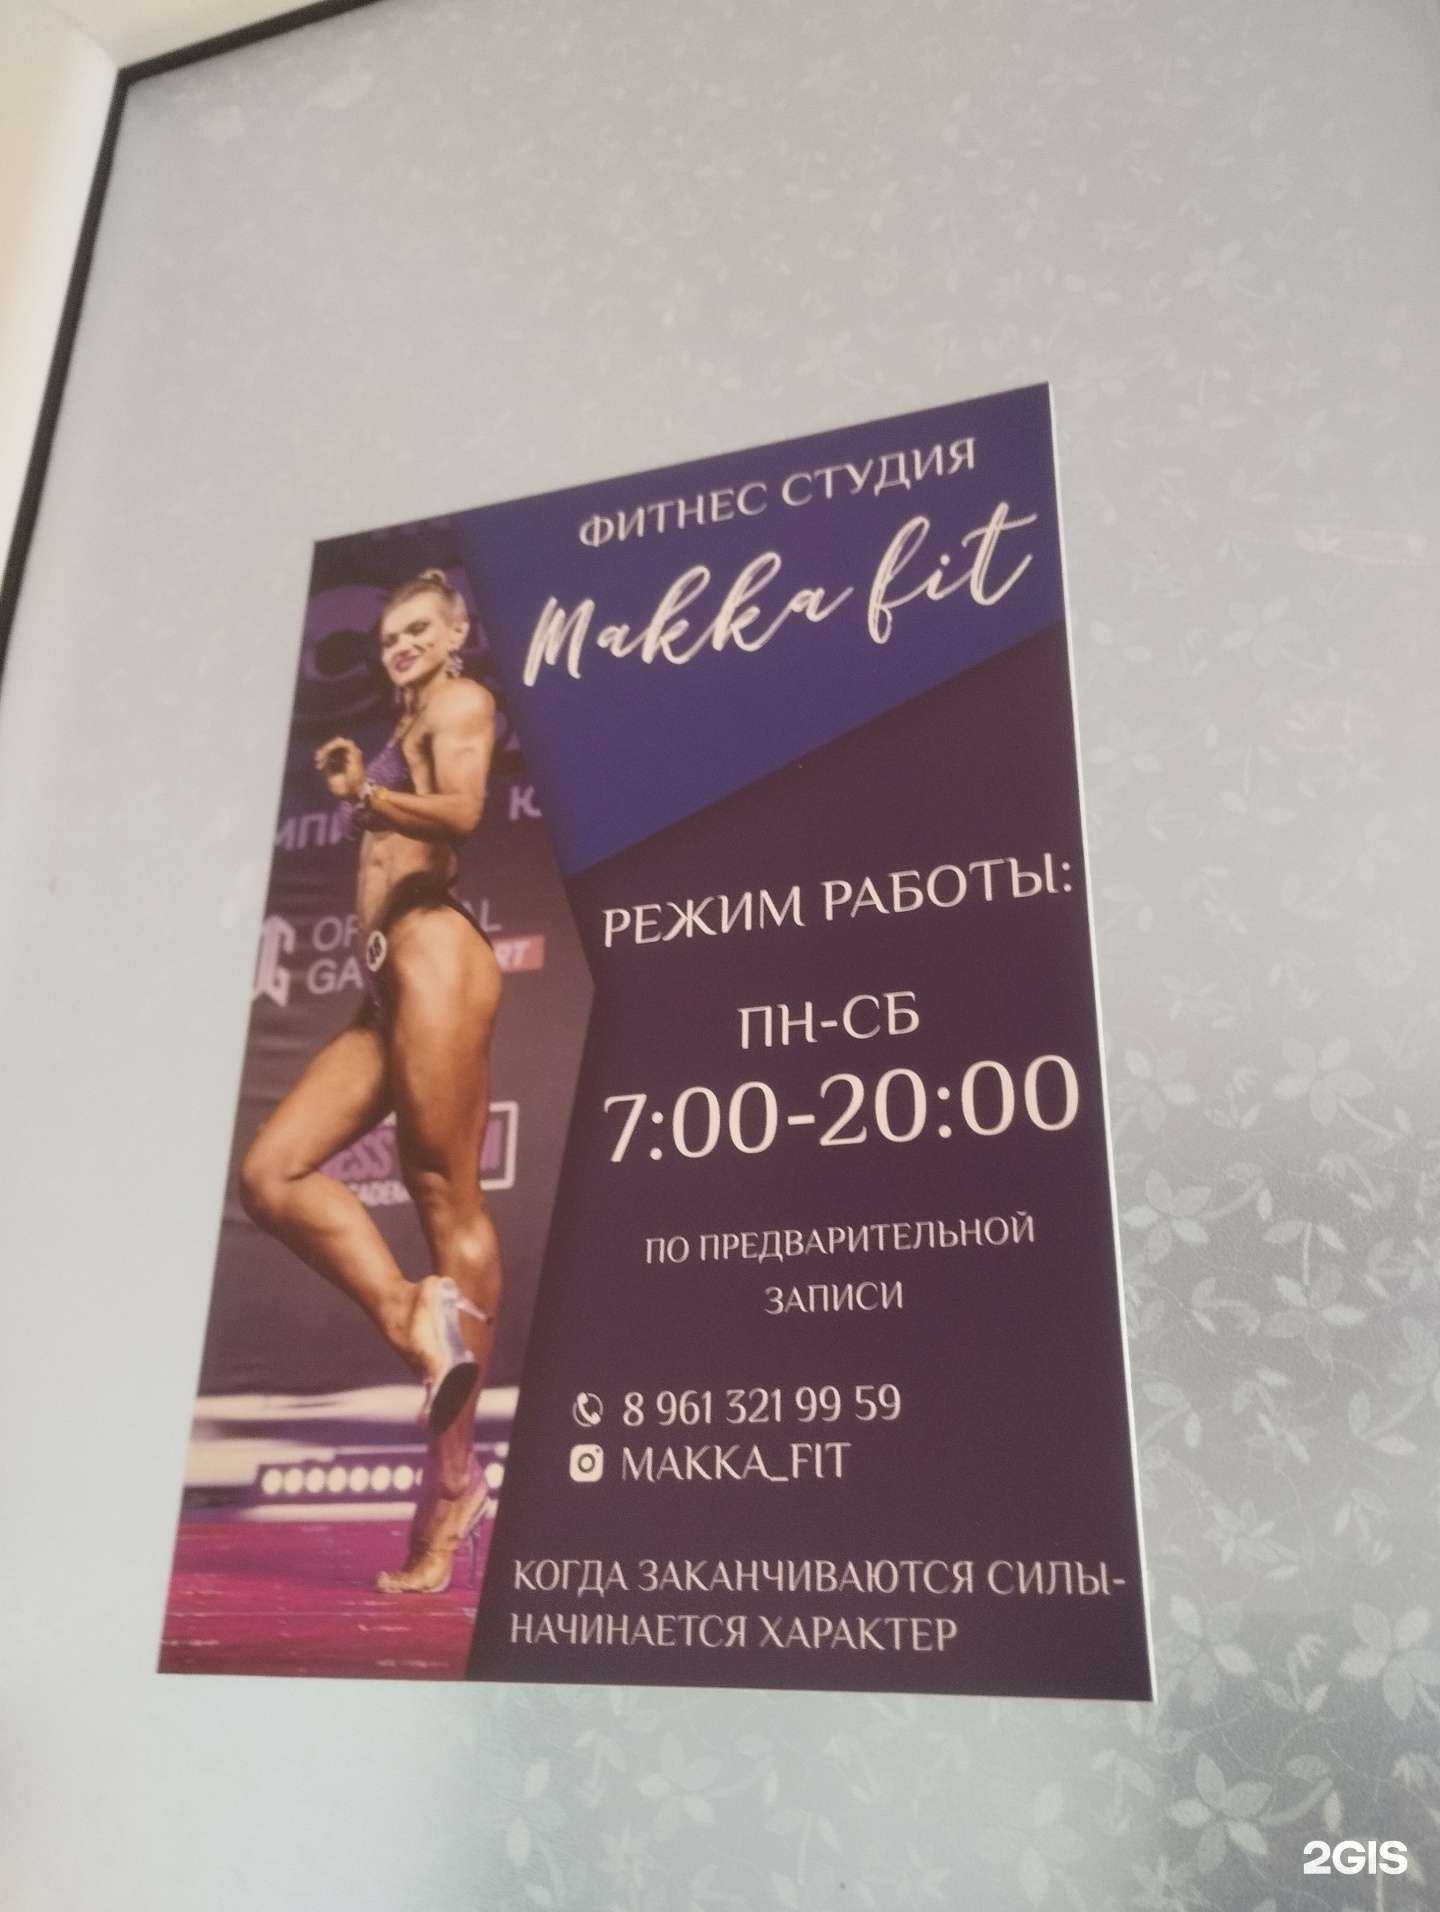 ФИТНЕС СТУДИЯ
Makka fit
РЕЖИМ РАБОТЫ:
ПН-СБ
7:00-20:00
ПО ПРЕДВАРИТЕЛЬНОЙ
ЗАПИСИ
8 961 321 99 59
MAKKA_FIT
КОГДА ЗАКАНЧИВАЮТСЯ СИЛЫ-
НАЧИНАЕТСЯ ХАРАКТЕР
2GIS